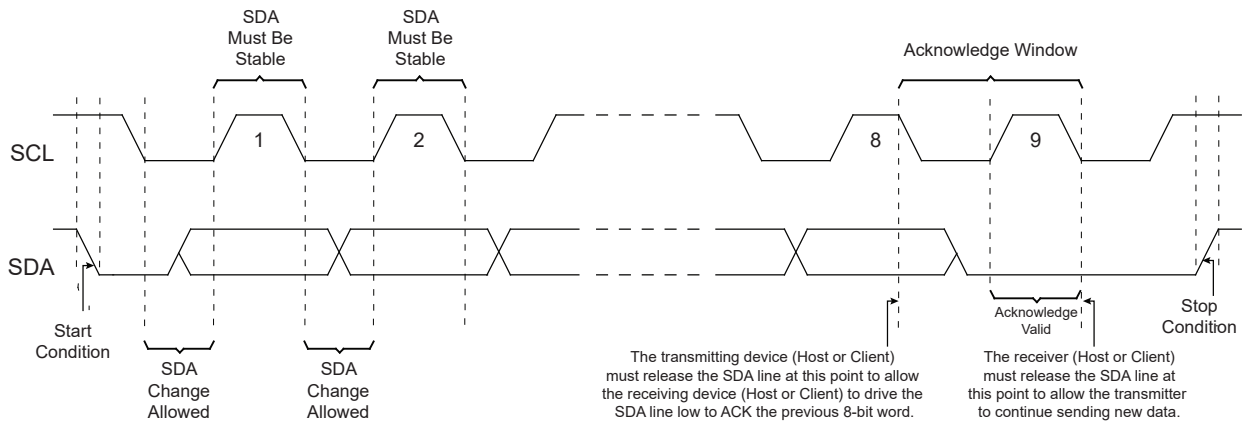 SDA
Must Be
Stable
SDA
Must Be
Stable
Acknowledge Window
SCL
1
2
8
9
SDA
Start
Condition
SDA
Change
Allowed
SDA
Change
Allowed
Acknowledge
Valid
Stop
Condition
The transmitting device (Host or Client)
must release the SDA line at this point to allow
the receiving device (Host or Client) to drive the
SDA line low to ACK the previous 8-bit word.
The receiver (Host or Client)
must release the SDA line at
this point to allow the transmitter
to continue sending new data.